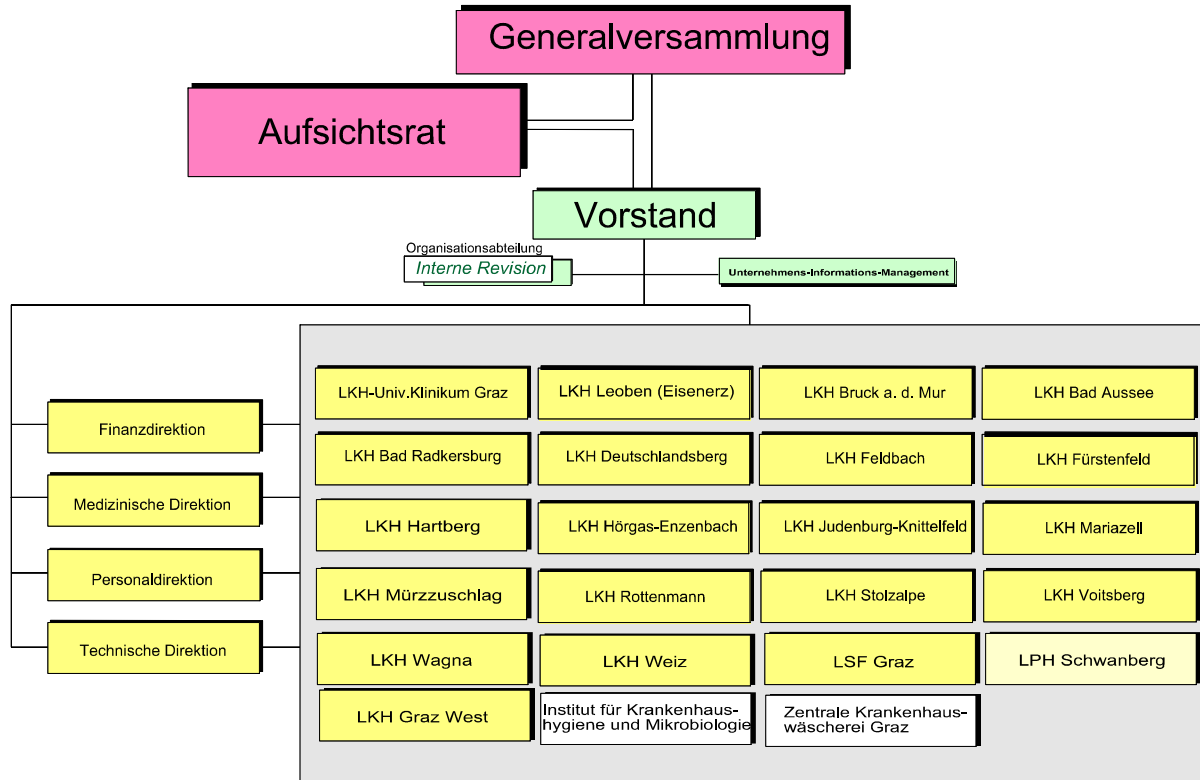 Generalversammlung
Aufsichtsrat
Vorstand
Organisationsabteilung
Interne Revision
Unternehmens-Informations-Management
Finanzdirektion
Medizinische Direktion
Personaldirektion
Technische Direktion
LKH-Univ.Klinikum Graz
LKH Leoben (Eisenerz)
LKH Bruck a. d. Mur
LKH Bad Aussee
LKH Bad Radkersburg
LKH Deutschlandsberg
LKH Feldbach
LKH Fürstenfeld
LKH Hartberg
LKH Hörgas-Enzenbach
LKH Judenburg-Knittelfeld
LKH Mariazell
LKH Mürzzuschlag
LKH Rottenmann
LKH Stolzalpe
LKH Voitsberg
LKH Wagna
LKH Weiz
LSF Graz
LPH Schwanberg
LKH Graz West
Institut für Krankenhaus-
hygiene und Mikrobiologie
Zentrale Krankenhaus-
wäscherei Graz